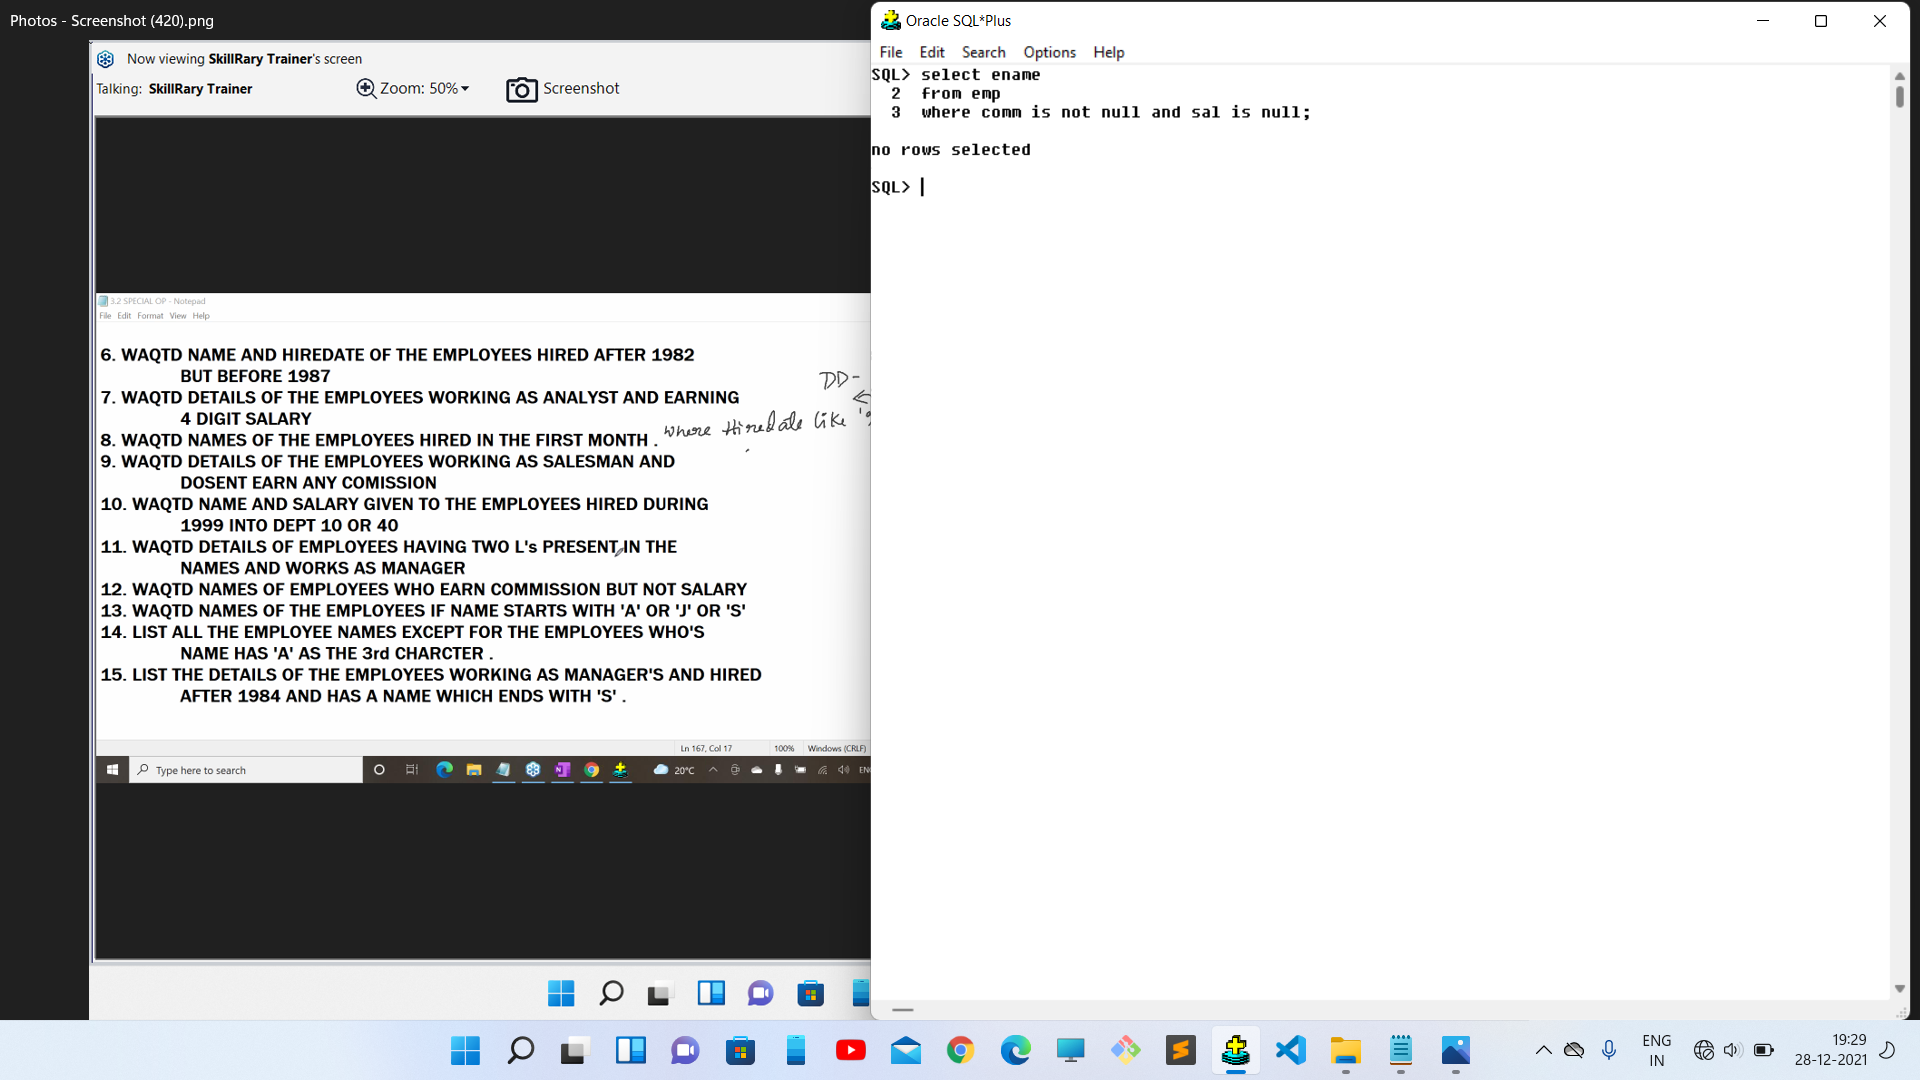 Photos - Screenshot (420).png
Now viewing SkillRary Trainer's screen
Talking: SkillRary Trainer
Zoom: 50%
Screenshot
3.2 SPECIAL OP - Notepad
File Edit Format View Help
6. WAQTD NAME AND HIREDATE OF THE EMPLOYEES HIRED AFTER 1982
BUT BEFORE 1987
7. WAQTD DETAILS OF THE EMPLOYEES WORKING AS ANALYST AND EARNING
4 DIGIT SALARY
8. WAQTD NAMES OF THE EMPLOYEES HIRED IN THE FIRST MONTH .
9. WAQTD DETAILS OF THE EMPLOYEES WORKING AS SALESMAN AND
DOSENT EARN ANY COMISSION
10. WAQTD NAME AND SALARY GIVEN TO THE EMPLOYEES HIRED DURING
1999 INTO DEPT 10 OR 40
11. WAQTD DETAILS OF EMPLOYEES HAVING TWO L's PRESENT IN THE
NAMES AND WORKS AS MANAGER
12. WAQTD NAMES OF EMPLOYEES WHO EARN COMMISSION BUT NOT SALARY
13. WAQTD NAMES OF THE EMPLOYEES IF NAME STARTS WITH 'A' OR 'J' OR 'S'
14. LIST ALL THE EMPLOYEE NAMES EXCEPT FOR THE EMPLOYEES WHO'S
NAME HAS 'A' AS THE 3rd CHARCTER .
15. LIST THE DETAILS OF THE EMPLOYEES WORKING AS MANAGER'S AND HIRED
AFTER 1984 AND HAS A NAME WHICH ENDS WITH 'S' .
DD-
where Hiredate like '%
Ln 167, Col 17
100%
Windows (CRLF)
Type here to search
20°C
Oracle SQL*Plus
File Edit Search Options Help
SQL> select ename
2 from emp
3 where comm is not null and sal is null;
no rows selected
SQL>
ENG
IN
19:29
28-12-2021